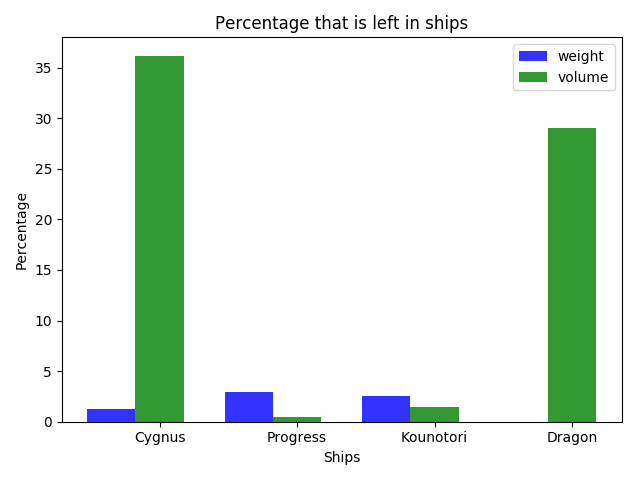 Percentage that is left in ships
weight
volume
Percentage
35
30
25
20
15
10
5
0
Cygnus Progress Kounotori Dragon
Ships